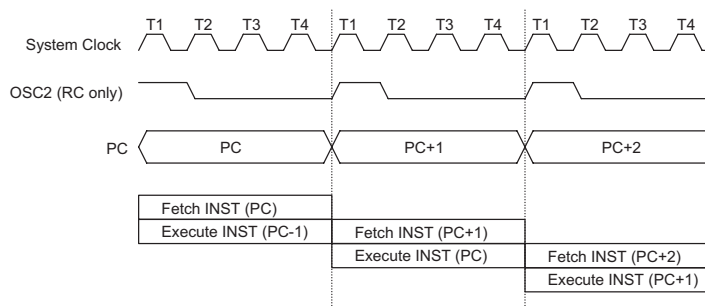 T1 T2 T3 T4 T1 T2 T3 T4 T1 T2 T3 T4
System Clock
OSC2 (RC only)
PC PC PC+1 PC+2
Fetch INST (PC)
Execute INST (PC-1) Fetch INST (PC+1)
Execute INST (PC) Fetch INST (PC+2)
Execute INST (PC+1)